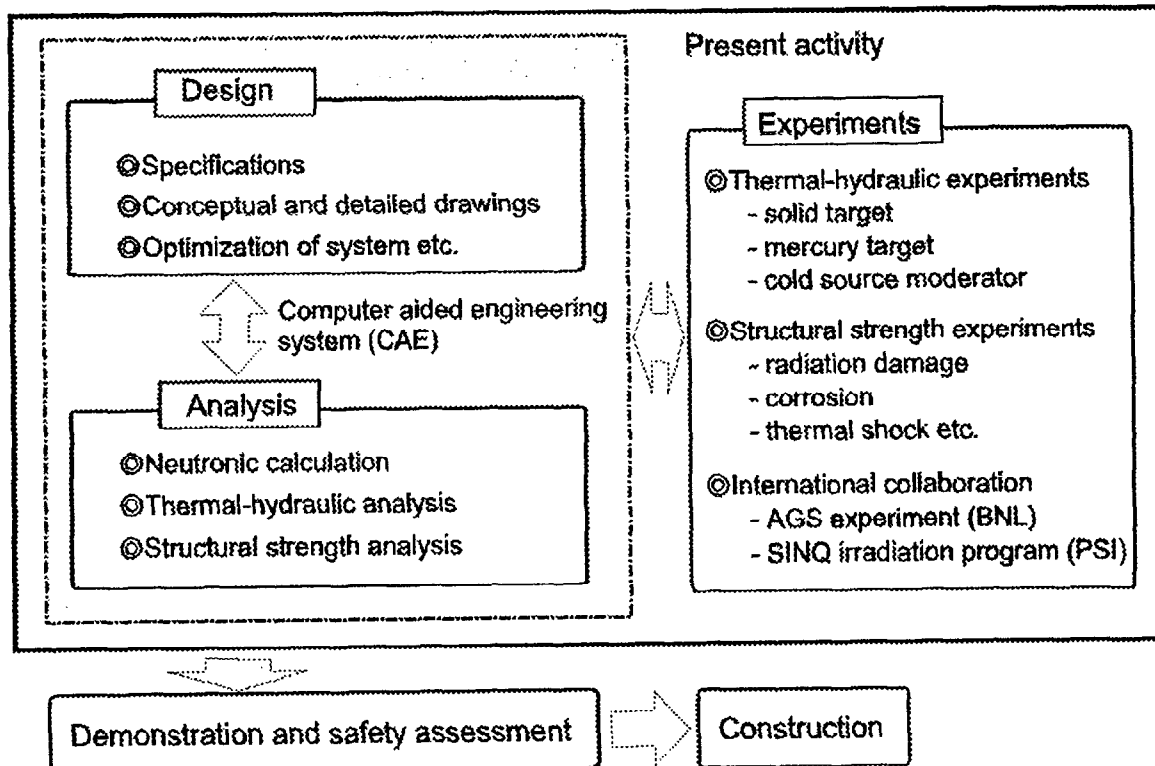 Present activity
Design
◎Specifications
◎Conceptual and detailed drawings
◎Optimization of system etc.
Computer aided engineering
system (CAE)
Analysis
◎Neutronic calculation
◎Thermal-hydraulic analysis
◎Structural strength analysis
Experiments
◎Thermal-hydraulic experiments
- solid target
- mercury target
- cold source moderator
◎Structural strength experiments
- radiation damage
- corrosion
- thermal shock etc.
◎International collaboration
- AGS experiment (BNL)
- SINQ irradiation program (PSI)
Demonstration and safety assessment
Construction